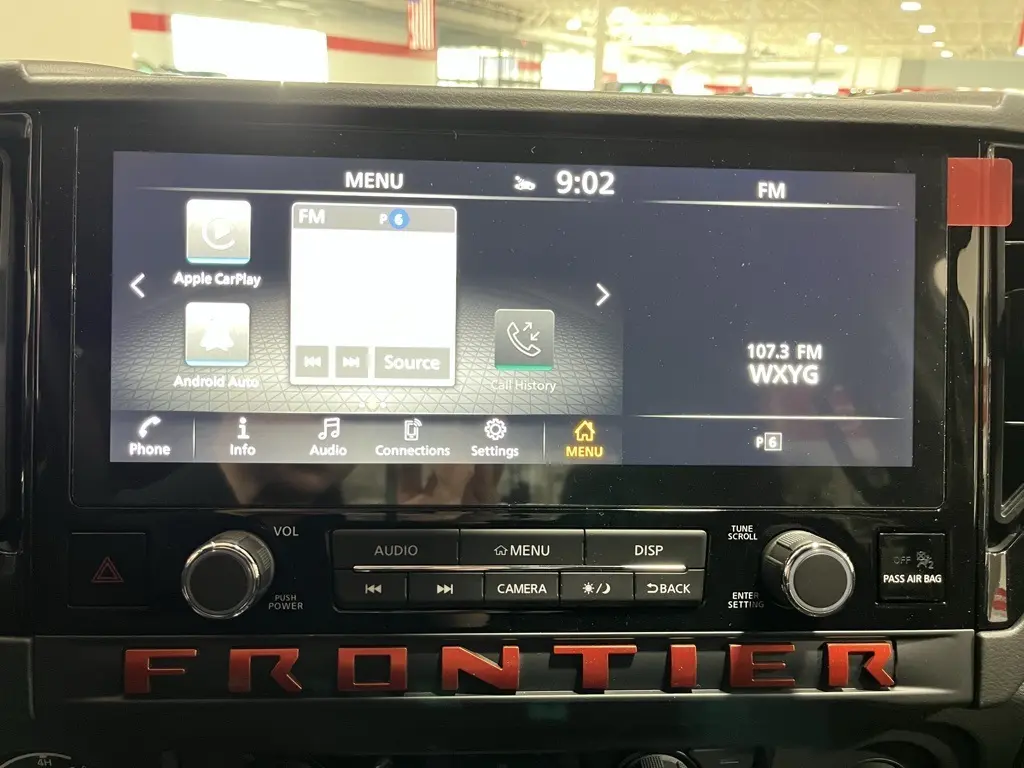 MENU 9:02 FM
FM P 6
Apple CarPlay
107.3 FM
WXYG
Source
Android Auto
Call History
Phone Info Audio Connections Settings MENU
P 6
VOL
PUSH
POWER
AUDIO MENU DISP
CAMERA BACK
TUNE
SCROLL
ENTER
SETTING
OFF
PASS AIR BAG
FRONTIER
4H